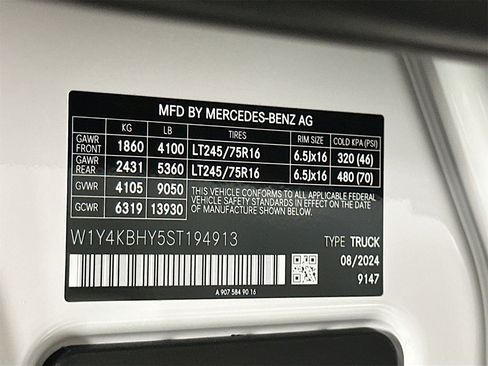 MFD BY MERCEDES-BENZ AG
KG LB TIRES RIM SIZE COLD KPA (PSI)
GAWR FRONT 1860 4100 LT245/75R16 6.5Jx16 320 (46)
GAWR REAR 2431 5360 LT245/75R16 6.5Jx16 480 (70)
GVWR 4105 9050
GCWR 6319 13930
THIS VEHICLE CONFORMS TO ALL APPLICABLE FEDERAL
VEHICLE SAFETY STANDARDS IN EFFECT ON THE DATE
OF MANUFACTURE SHOWN ABOVE.
W1Y4KBHY5ST194913
TYPE TRUCK
08/2024
9147
A 907 584 90 16